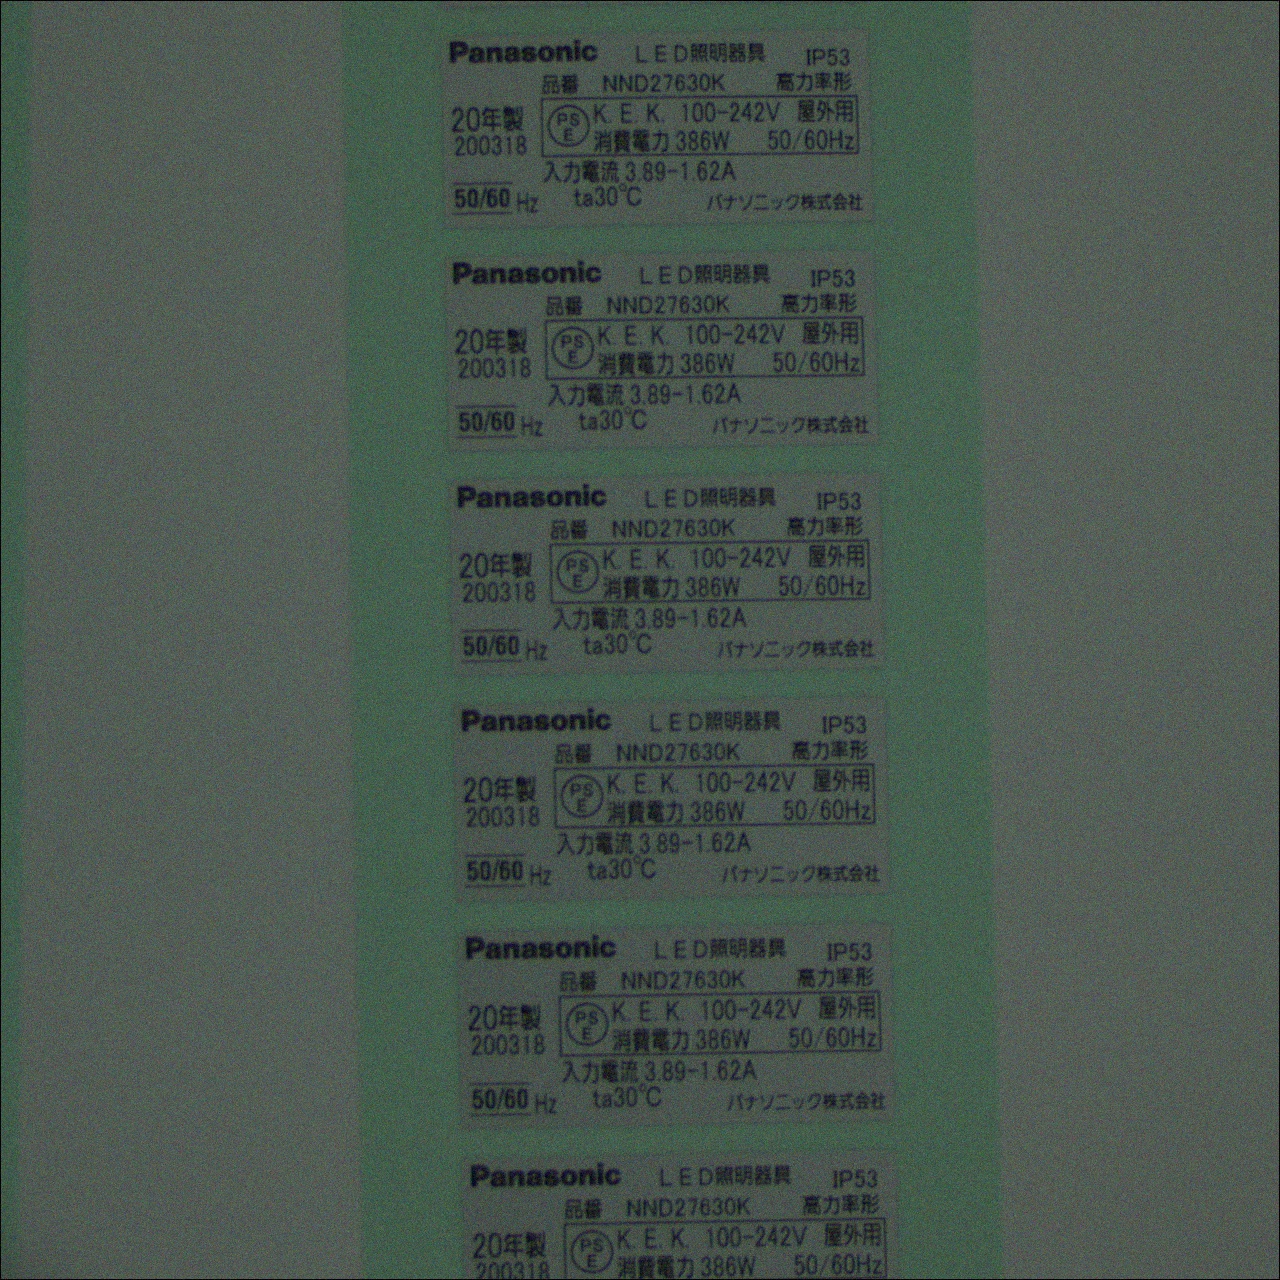 Panasonic LED照明器具 IP53
品番 NND27630K 高力率形
20年製 PSE K.E.K. 100-242V 屋外用
200318 消費電力 386W 50/60Hz
入力電流 3.89-1.62A
50/60 Hz ta30℃ パナソニック株式会社
Panasonic LED照明器具 IP53
品番 NND27630K 高力率形
20年製 PSE K.E.K. 100-242V 屋外用
200318 消費電力 386W 50/60Hz
入力電流 3.89-1.62A
50/60 Hz ta30℃ パナソニック株式会社
Panasonic LED照明器具 IP53
品番 NND27630K 高力率形
20年製 PSE K.E.K. 100-242V 屋外用
200318 消費電力 386W 50/60Hz
入力電流 3.89-1.62A
50/60 Hz ta30℃ パナソニック株式会社
Panasonic LED照明器具 IP53
品番 NND27630K 高力率形
20年製 PSE K.E.K. 100-242V 屋外用
200318 消費電力 386W 50/60Hz
入力電流 3.89-1.62A
50/60 Hz ta30℃ パナソニック株式会社
Panasonic LED照明器具 IP53
品番 NND27630K 高力率形
20年製 PSE K.E.K. 100-242V 屋外用
200318 消費電力 386W 50/60Hz
入力電流 3.89-1.62A
50/60 Hz ta30℃ パナソニック株式会社
Panasonic LED照明器具 IP53
品番 NND27630K 高力率形
20年製 PSE K.E.K. 100-242V 屋外用
200318 消費電力 386W 50/60Hz